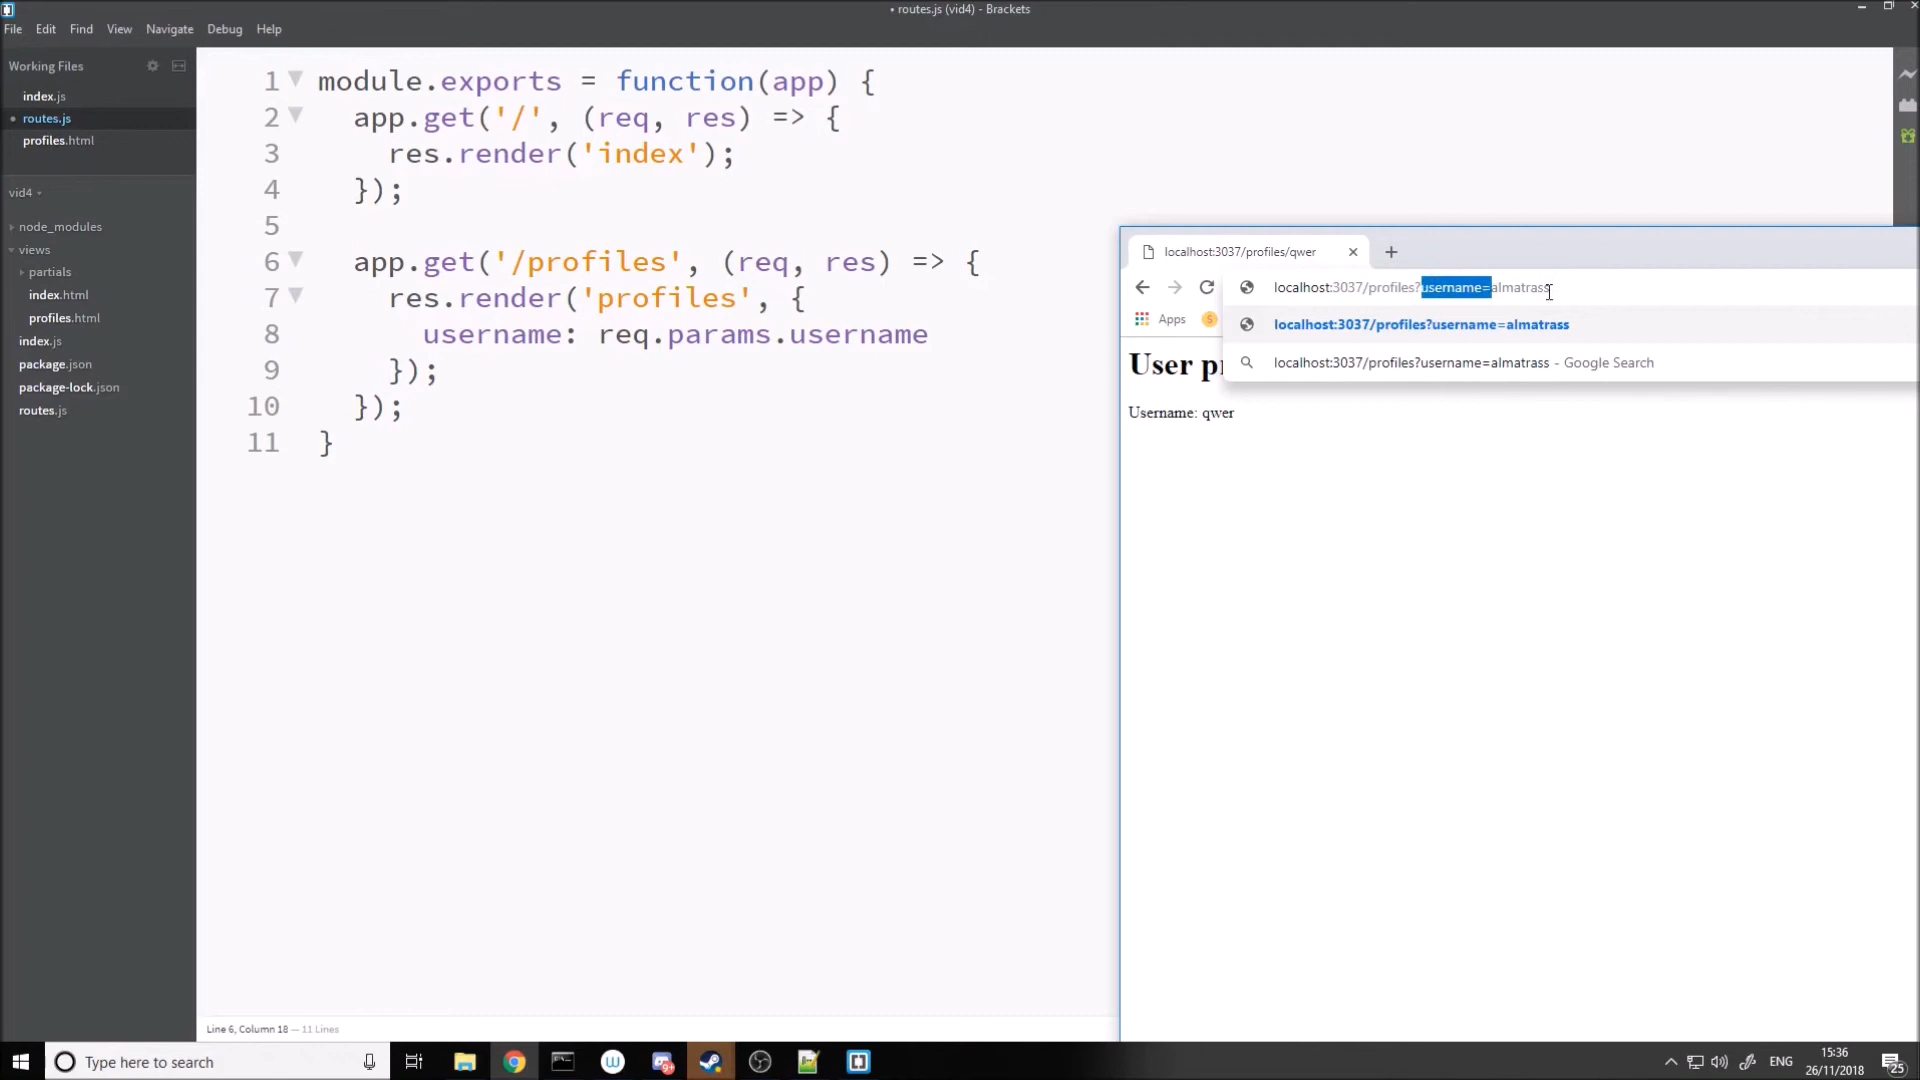 • routes.js (vid4) - Brackets
File Edit Find View Navigate Debug Help
Working Files
index.js
• routes.js
profiles.html
vid4
node_modules
views
partials
index.html
profiles.html
index.js
package.json
package-lock.json
routes.js
1 module.exports = function(app) {
2 app.get('/', (req, res) => {
3 res.render('index');
4 });
5
6 app.get('/profiles', (req, res) => {
7 res.render('profiles', {
8 username: req.params.username
9 });
10 });
11 }
Line 6, Column 18 — 11 Lines
localhost:3037/profiles/qwer
localhost:3037/profiles?username=almatrass
Apps S
localhost:3037/profiles?username=almatrass
localhost:3037/profiles?username=almatrass - Google Search
User p
Username: qwer
Type here to search
ENG
15:36
26/11/2018
25